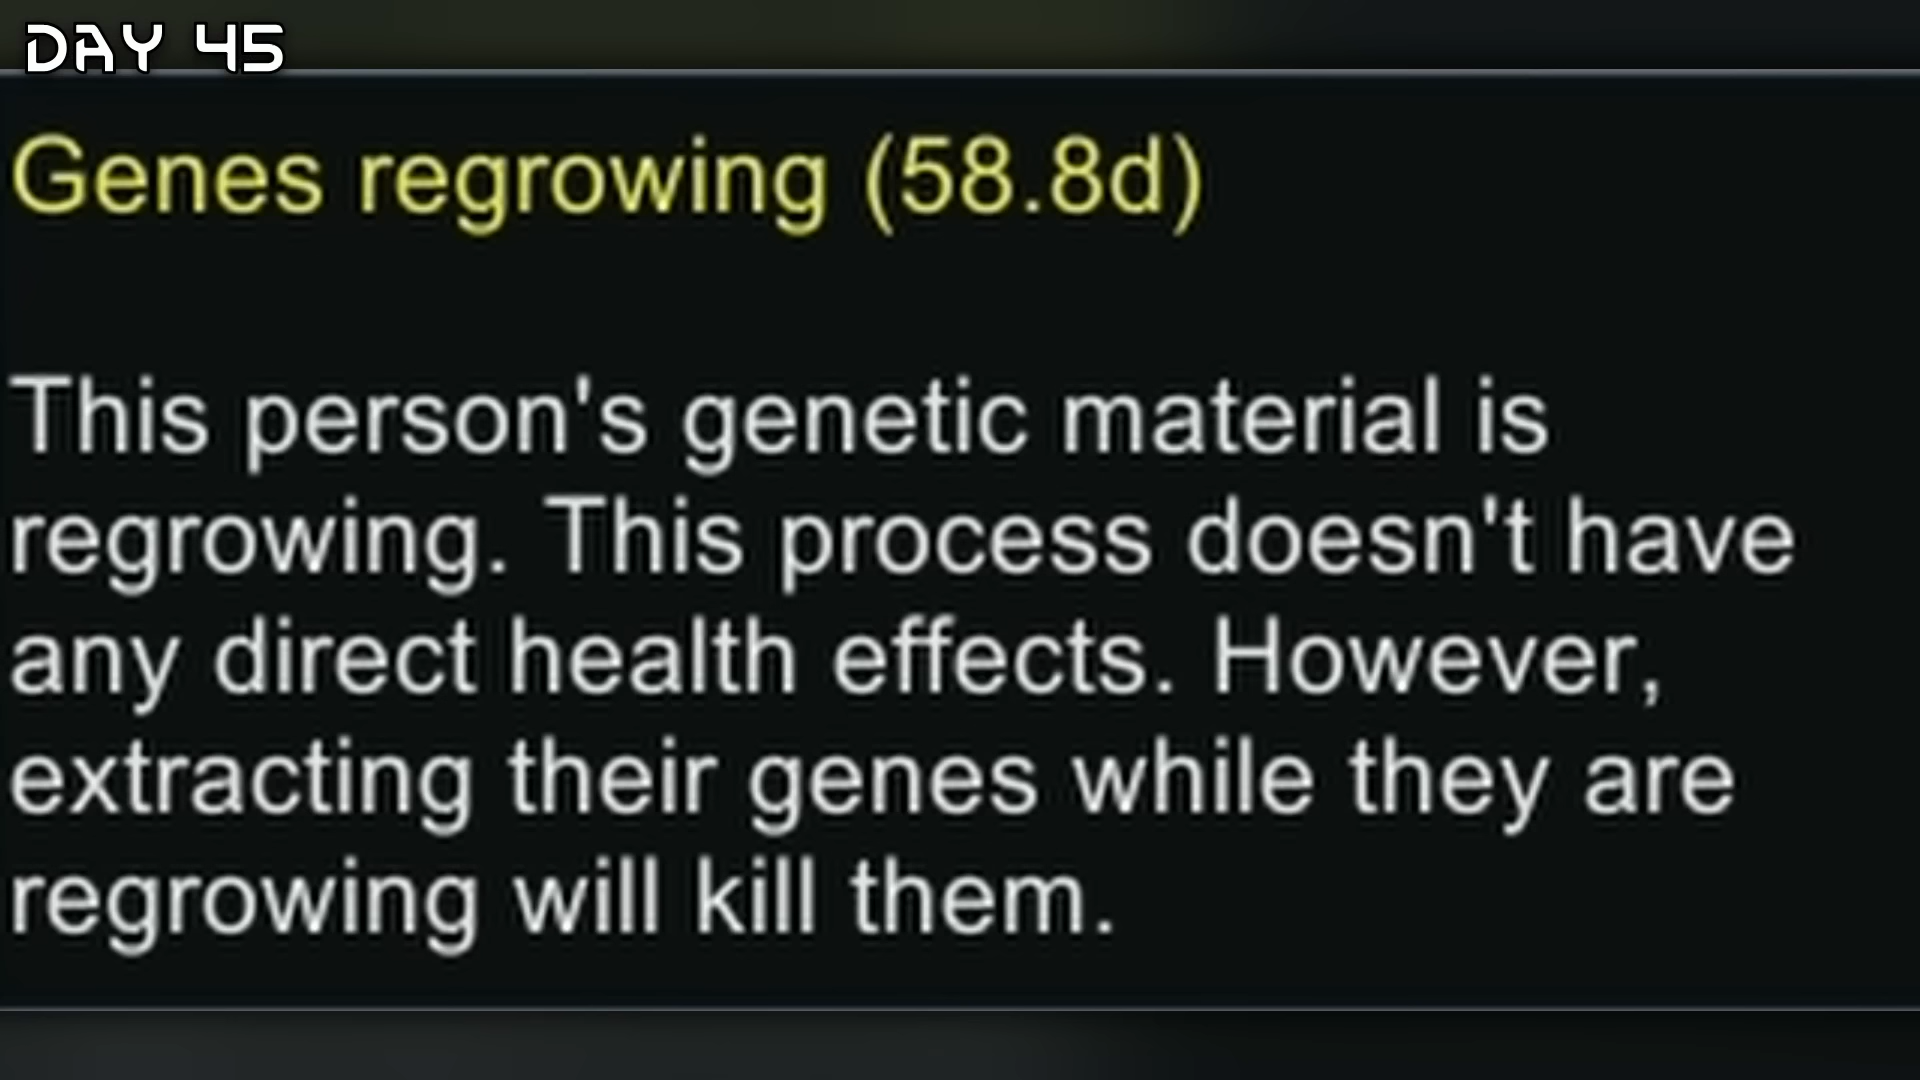 DAY 45
Genes regrowing (58.8d)
This person's genetic material is
regrowing. This process doesn't have
any direct health effects. However,
extracting their genes while they are
regrowing will kill them.